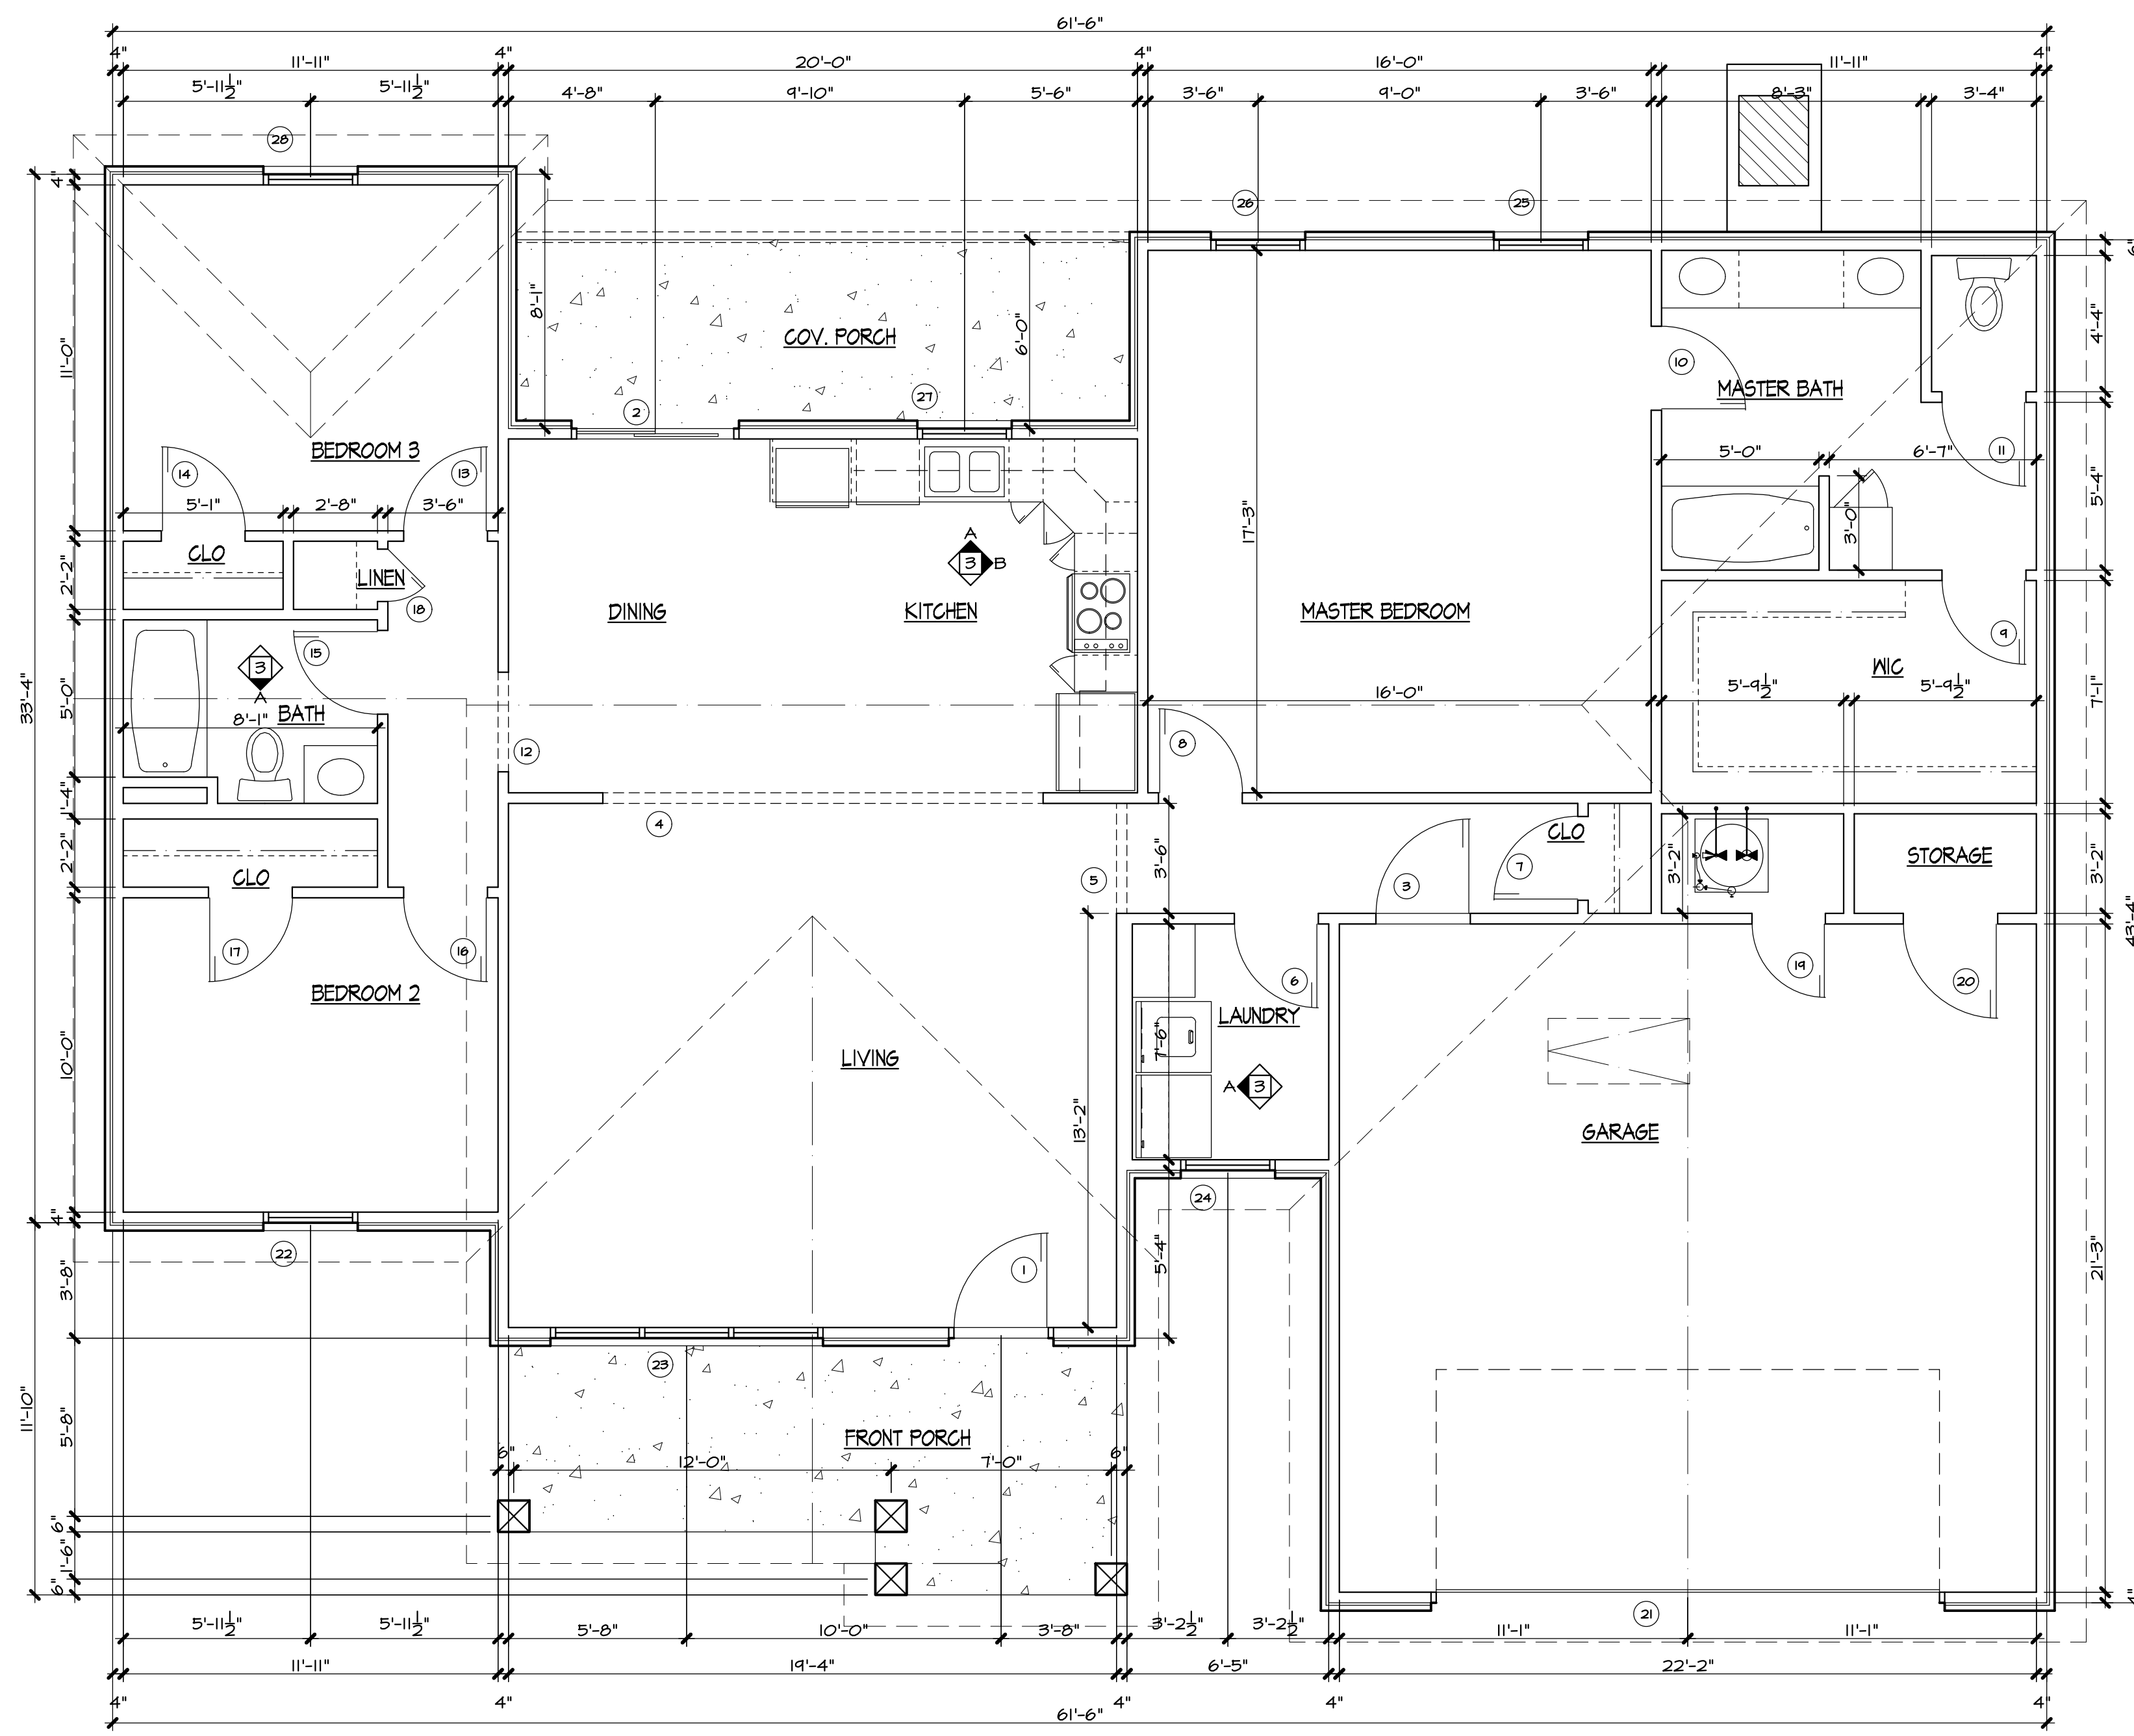 61'-6"
4" 11'-11" 4" 20'-0" 4" 16'-0" 11'-11" 4"
5'-11½" 5'-11½" 4'-8" 9'-10" 5'-6" 3'-6" 9'-0" 3'-6" 8'-3" 3'-4"
28
4"
26 25
6"
8'-1"
6'-0"
COV. PORCH
11'-0"
33'-4"
4'-4"
10
MASTER BATH
27
2
BEDROOM 3
14 13
5'-0" 6'-7"
11
5'-4"
5'-1" 2'-8" 3'-6"
17'-3"
3'-0"
CLO
LINEN
18
2'-2"
A
3 B
DINING
KITCHEN
MASTER BEDROOM
9
WIC
15
3
A
BATH
8'-1"
5'-0"
16'-0"
5'-9½" 5'-9½"
7'-1"
12
8
1'-4"
4
CLO
3'-6"
3'-2"
STORAGE
3'-2"
2'-2"
CLO
5
3
7
17 16
6
19
20
43'-4"
BEDROOM 2
LAUNDRY
7'-6"
A 3
LIVING
10'-0"
13'-2"
GARAGE
24
4"
22
1
5'-4"
3'-8"
21'-3"
23
11'-10"
5'-8"
FRONT PORCH
6" 12'-0" 7'-0" 6"
6"
1'-6"
6"
21
4"
5'-11½" 5'-11½" 5'-8" 10'-0" 3'-8" 3'-2½" 3'-2½" 11'-1" 11'-1"
11'-11" 19'-4" 6'-5" 22'-2"
4" 4" 4" 4" 4"
61'-6"